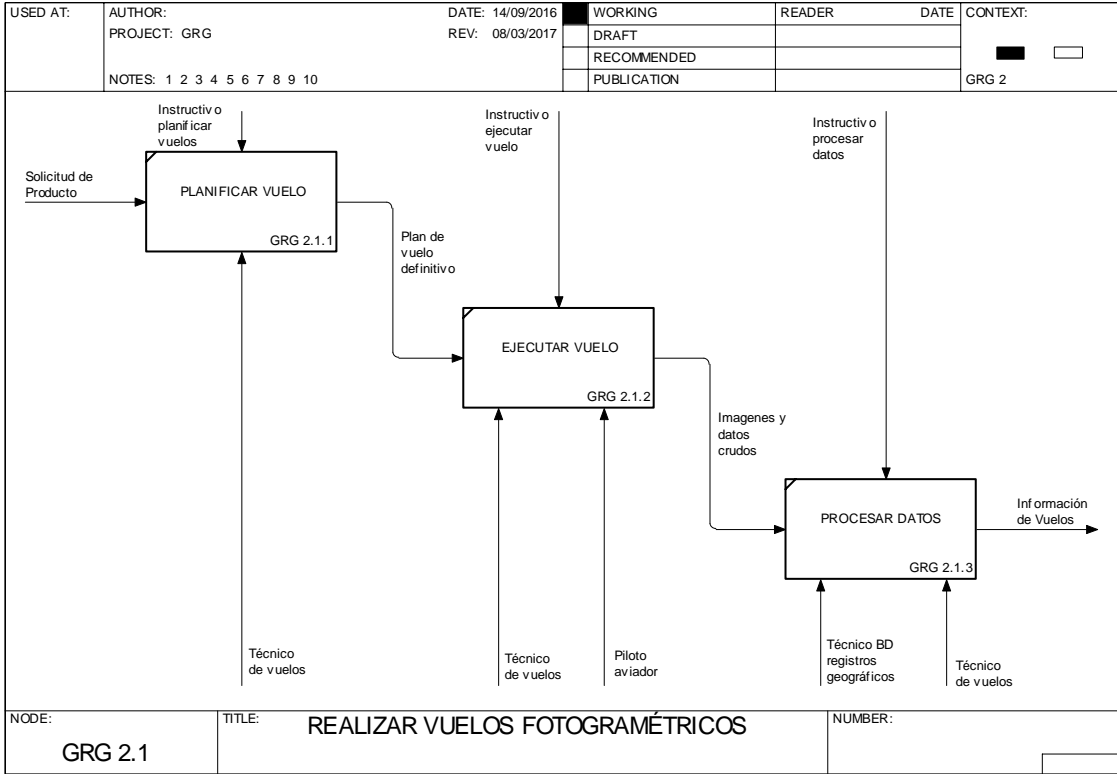 USED AT:
AUTHOR:
DATE: 14/09/2016
WORKING
READER
DATE
CONTEXT:
PROJECT: GRG
REV: 08/03/2017
DRAFT
RECOMMENDED
NOTES: 1 2 3 4 5 6 7 8 9 10
PUBLICATION
GRG 2
Instructivo
planificar
vuelos
Instructivo
ejecutar
vuelo
Instructivo
procesar
datos
Solicitud de
Producto
PLANIFICAR VUELO
GRG 2.1.1
Plan de
vuelo
definitivo
EJECUTAR VUELO
GRG 2.1.2
Imagenes y
datos
crudos
PROCESAR DATOS
GRG 2.1.3
Información
de Vuelos
Técnico
de vuelos
Técnico
de vuelos
Piloto
aviador
Técnico BD
registros
geográficos
Técnico
de vuelos
NODE:
GRG 2.1
TITLE:
REALIZAR VUELOS FOTOGRAMÉTRICOS
NUMBER: